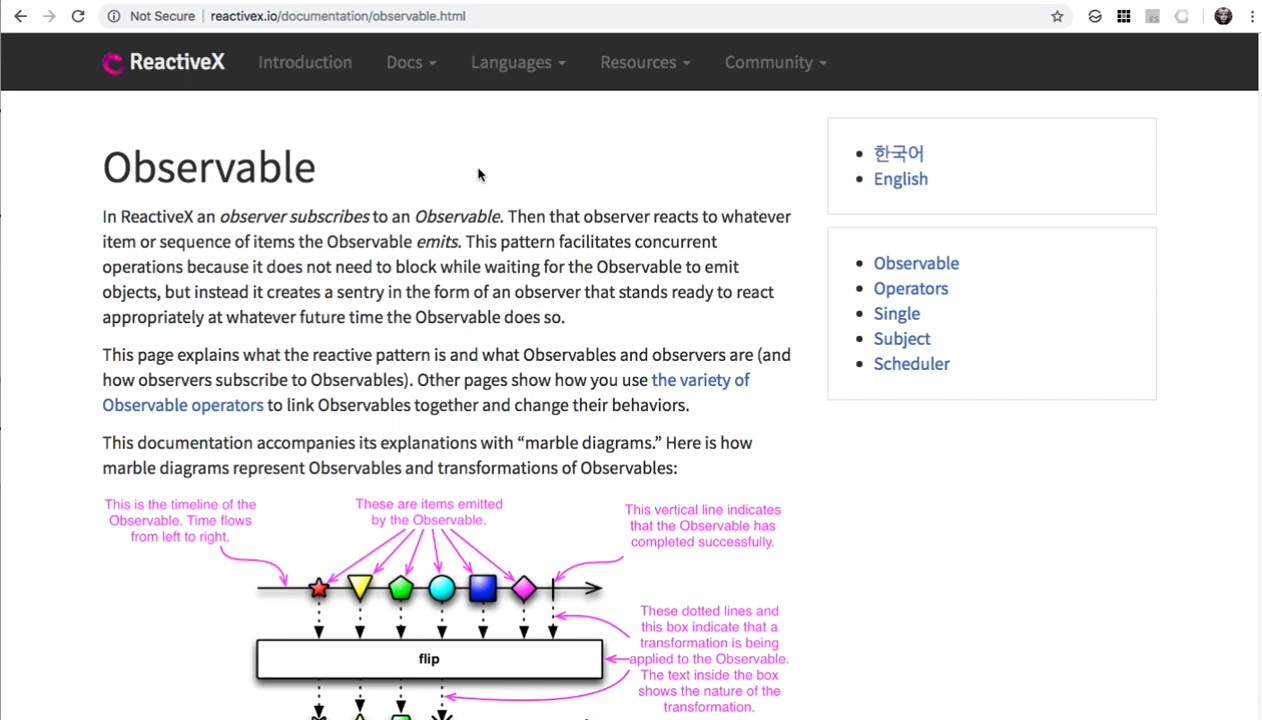 Not Secure reactivex.io/documentation/observable.html
ReactiveX Introduction Docs Languages Resources Community
Observable
In ReactiveX an observer subscribes to an Observable. Then that observer reacts to whatever
item or sequence of items the Observable emits. This pattern facilitates concurrent
operations because it does not need to block while waiting for the Observable to emit
objects, but instead it creates a sentry in the form of an observer that stands ready to react
appropriately at whatever future time the Observable does so.
This page explains what the reactive pattern is and what Observables and observers are (and
how observers subscribe to Observables). Other pages show how you use the variety of
Observable operators to link Observables together and change their behaviors.
This documentation accompanies its explanations with “marble diagrams.” Here is how
marble diagrams represent Observables and transformations of Observables:
This is the timeline of the
Observable. Time flows
from left to right.
These are items emitted
by the Observable.
This vertical line indicates
that the Observable has
completed successfully.
flip
These dotted lines and
this box indicate that a
transformation is being
applied to the Observable.
The text inside the box
shows the nature of the
transformation.
한국어
English
Observable
Operators
Single
Subject
Scheduler